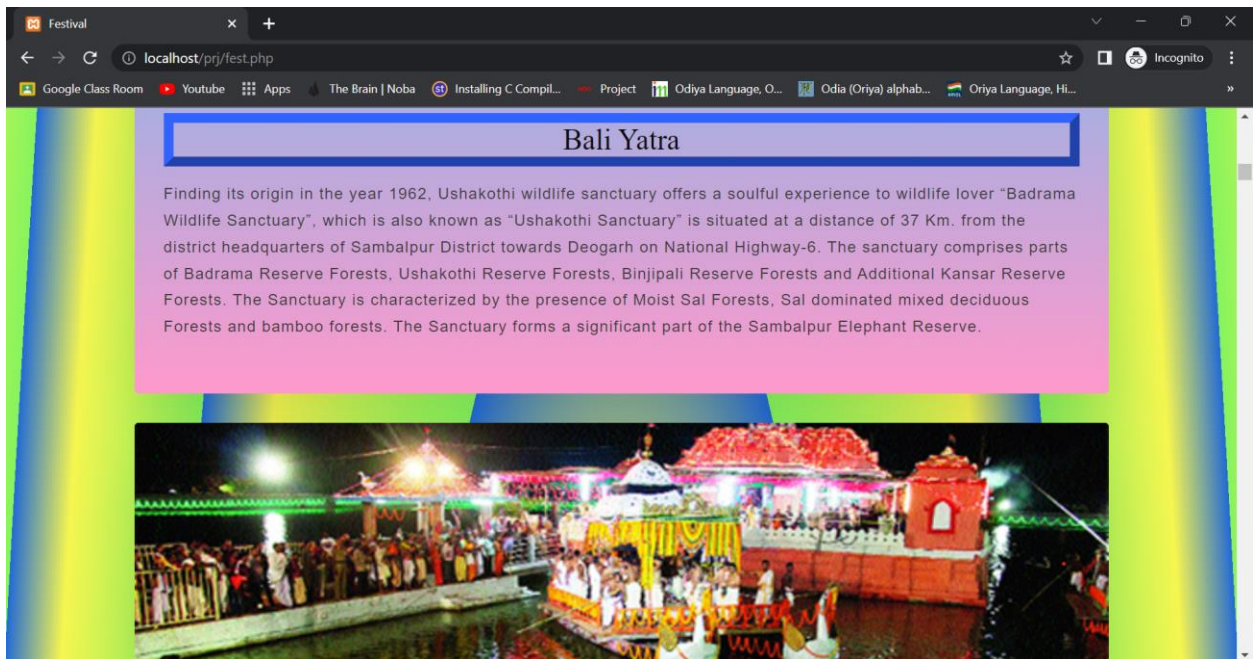 Festival
localhost/prj/fest.php
Incognito
Google Class Room Youtube Apps The Brain | Noba Installing C Compil... Project Odiya Language, O... Odia (Oriya) alphab... Oriya Language, Hi... »
Bali Yatra
Finding its origin in the year 1962, Ushakothi wildlife sanctuary offers a soulful experience to wildlife lover “Badrama
Wildlife Sanctuary”, which is also known as “Ushakothi Sanctuary” is situated at a distance of 37 Km. from the
district headquarters of Sambalpur District towards Deogarh on National Highway-6. The sanctuary comprises parts
of Badrama Reserve Forests, Ushakothi Reserve Forests, Binjipali Reserve Forests and Additional Kansar Reserve
Forests. The Sanctuary is characterized by the presence of Moist Sal Forests, Sal dominated mixed deciduous
Forests and bamboo forests. The Sanctuary forms a significant part of the Sambalpur Elephant Reserve.